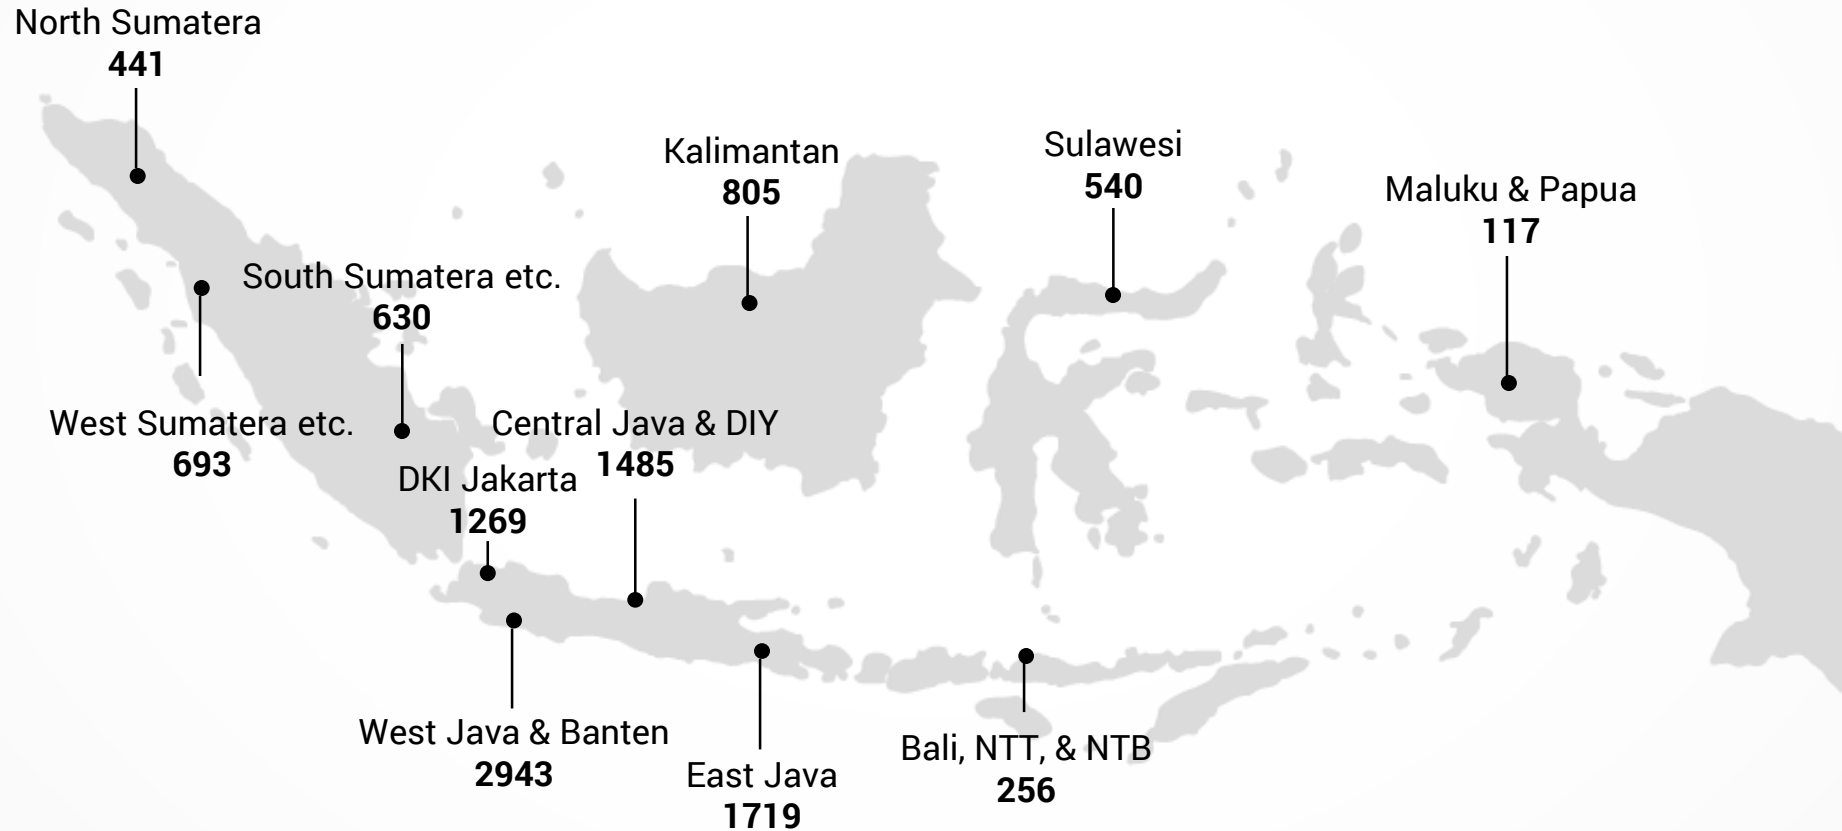 North Sumatera
441
Kalimantan
805
Sulawesi
540
Maluku & Papua
117
South Sumatera etc.
630
West Sumatera etc.
693
Central Java & DIY
1485
DKI Jakarta
1269
West Java & Banten
2943
East Java
1719
Bali, NTT, & NTB
256